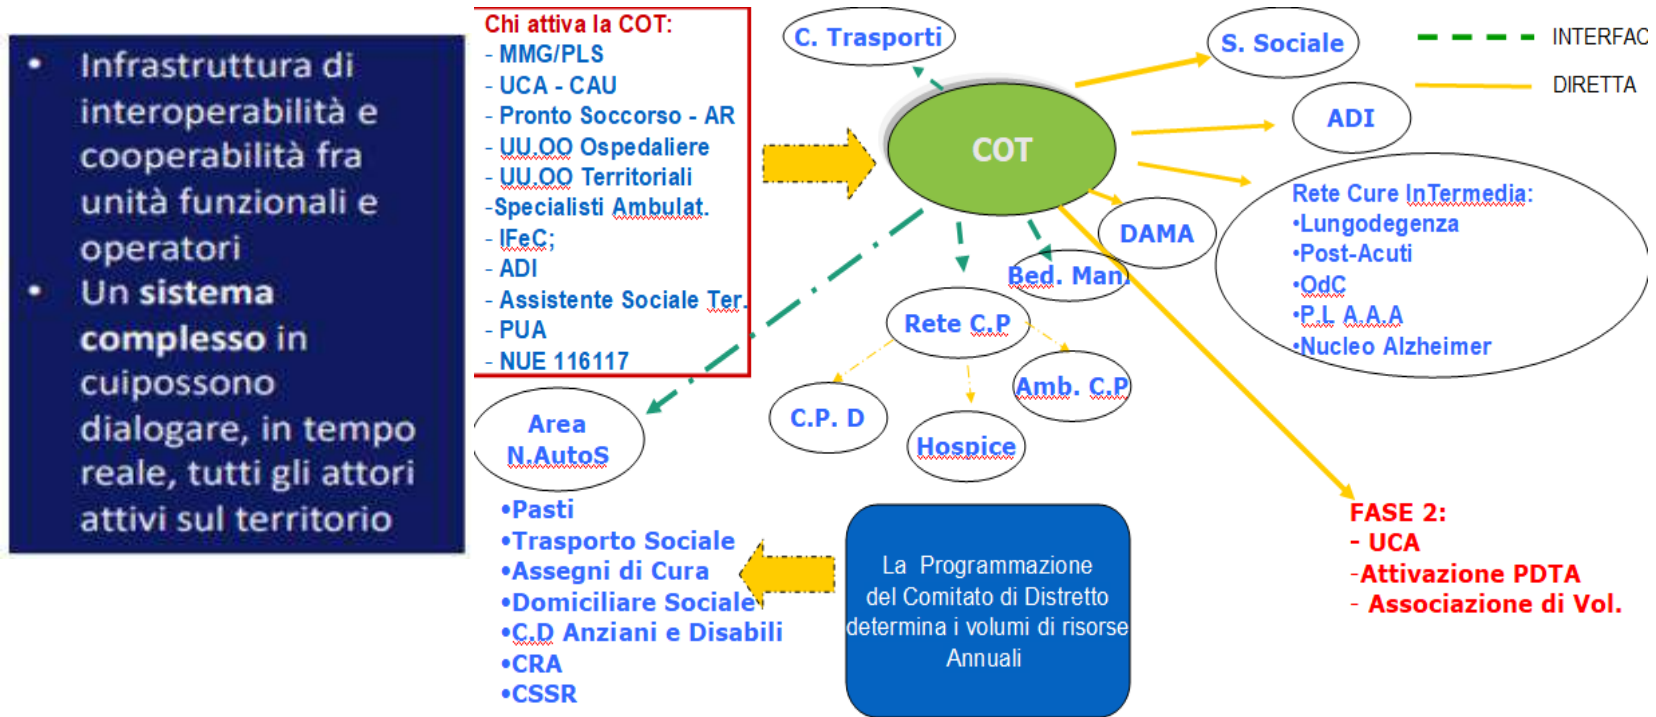 • Infrastruttura di
interoperabilità e
cooperabilità fra
unità funzionali e
operatori
• Un sistema
complesso in
cuipossono
dialogare, in tempo
reale, tutti gli attori
attivi sul territorio
Chi attiva la COT:
- MMG/PLS
- UCA - CAU
- Pronto Soccorso - AR
- UU.OO Ospedaliere
- UU.OO Territoriali
-Specialisti Ambulat.
- IFeC;
- ADI
- Assistente Sociale Ter.
- PUA
- NUE 116117
C. Trasporti
COT
S. Sociale
INTERFAC
DIRETTA
ADI
Rete Cure InTermedia:
•Lungodegenza
•Post-Acuti
•OdC
•P.L A.A.A
•Nucleo Alzheimer
DAMA
Bed. Man.
Rete C.P
C.P. D
Hospice
Amb. C.P
Area
N.AutoS
•Pasti
•Trasporto Sociale
•Assegni di Cura
•Domiciliare Sociale
•C.D Anziani e Disabili
•CRA
•CSSR
La Programmazione
del Comitato di Distretto
determina i volumi di risorse
Annuali
FASE 2:
- UCA
-Attivazione PDTA
- Associazione di Vol.